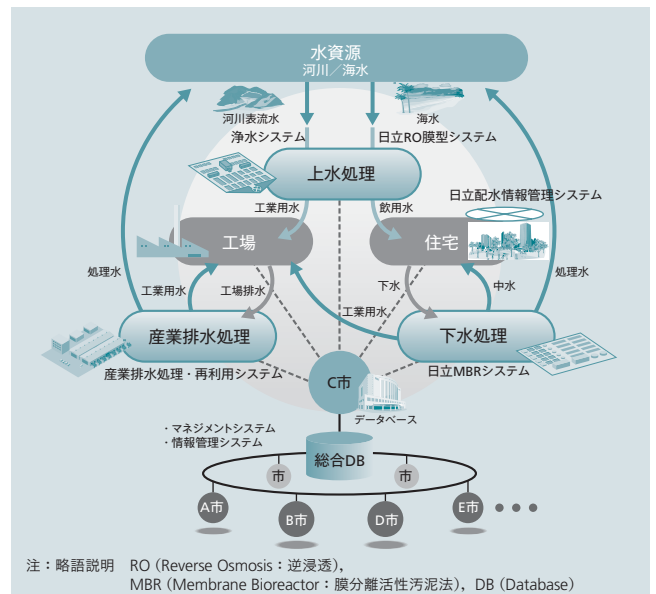 水資源
河川／海水
河川表流水
海水
浄水システム
日立RO膜型システム
上水処理
工業用水
飲用水
日立配水情報管理システム
工場
住宅
処理水
工業用水
工場排水
下水
中水
処理水
工業用水
産業排水処理
下水処理
産業排水処理・再利用システム
日立MBRシステム
C市
データベース
・マネジメントシステム
・情報管理システム
総合DB
市
市
A市
B市
D市
E市
注：略語説明　RO（Reverse Osmosis：逆浸透），
MBR（Membrane Bioreactor：膜分離活性汚泥法），DB（Database）